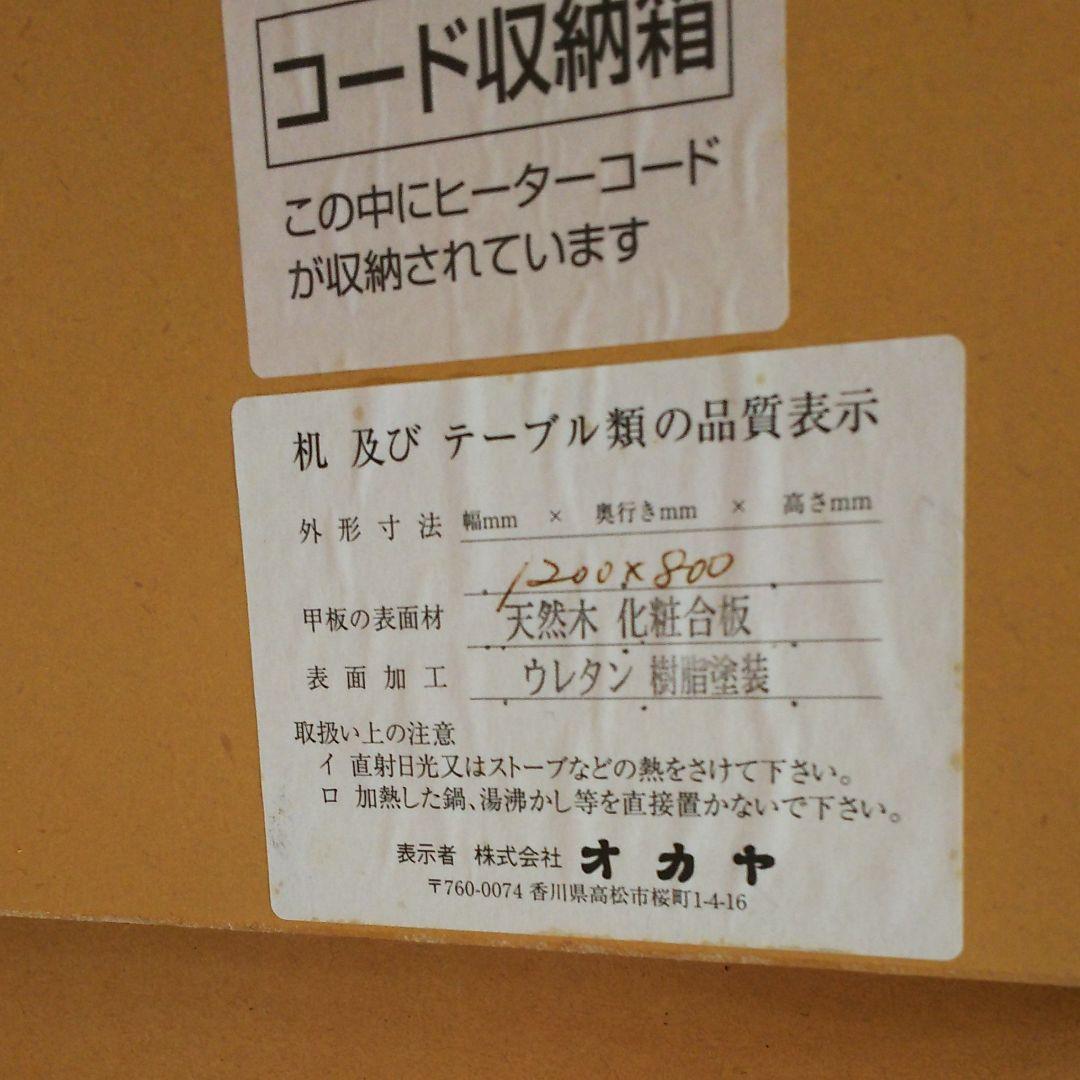 コード収納箱
この中にヒーターコード
が収納されています
机 及び テーブル類の品質表示
外形寸法 幅mm × 奥行きmm × 高さmm
1200×800
甲板の表面材 天然木 化粧合板
表面加工 ウレタン 樹脂塗装
取扱い上の注意
イ 直射日光又はストーブなどの熱をさけて下さい。
ロ 加熱した鍋、湯沸かし等を直接置かないで下さい。
表示者 株式会社 オカヤ
〒760-0074 香川県高松市桜町1-4-16